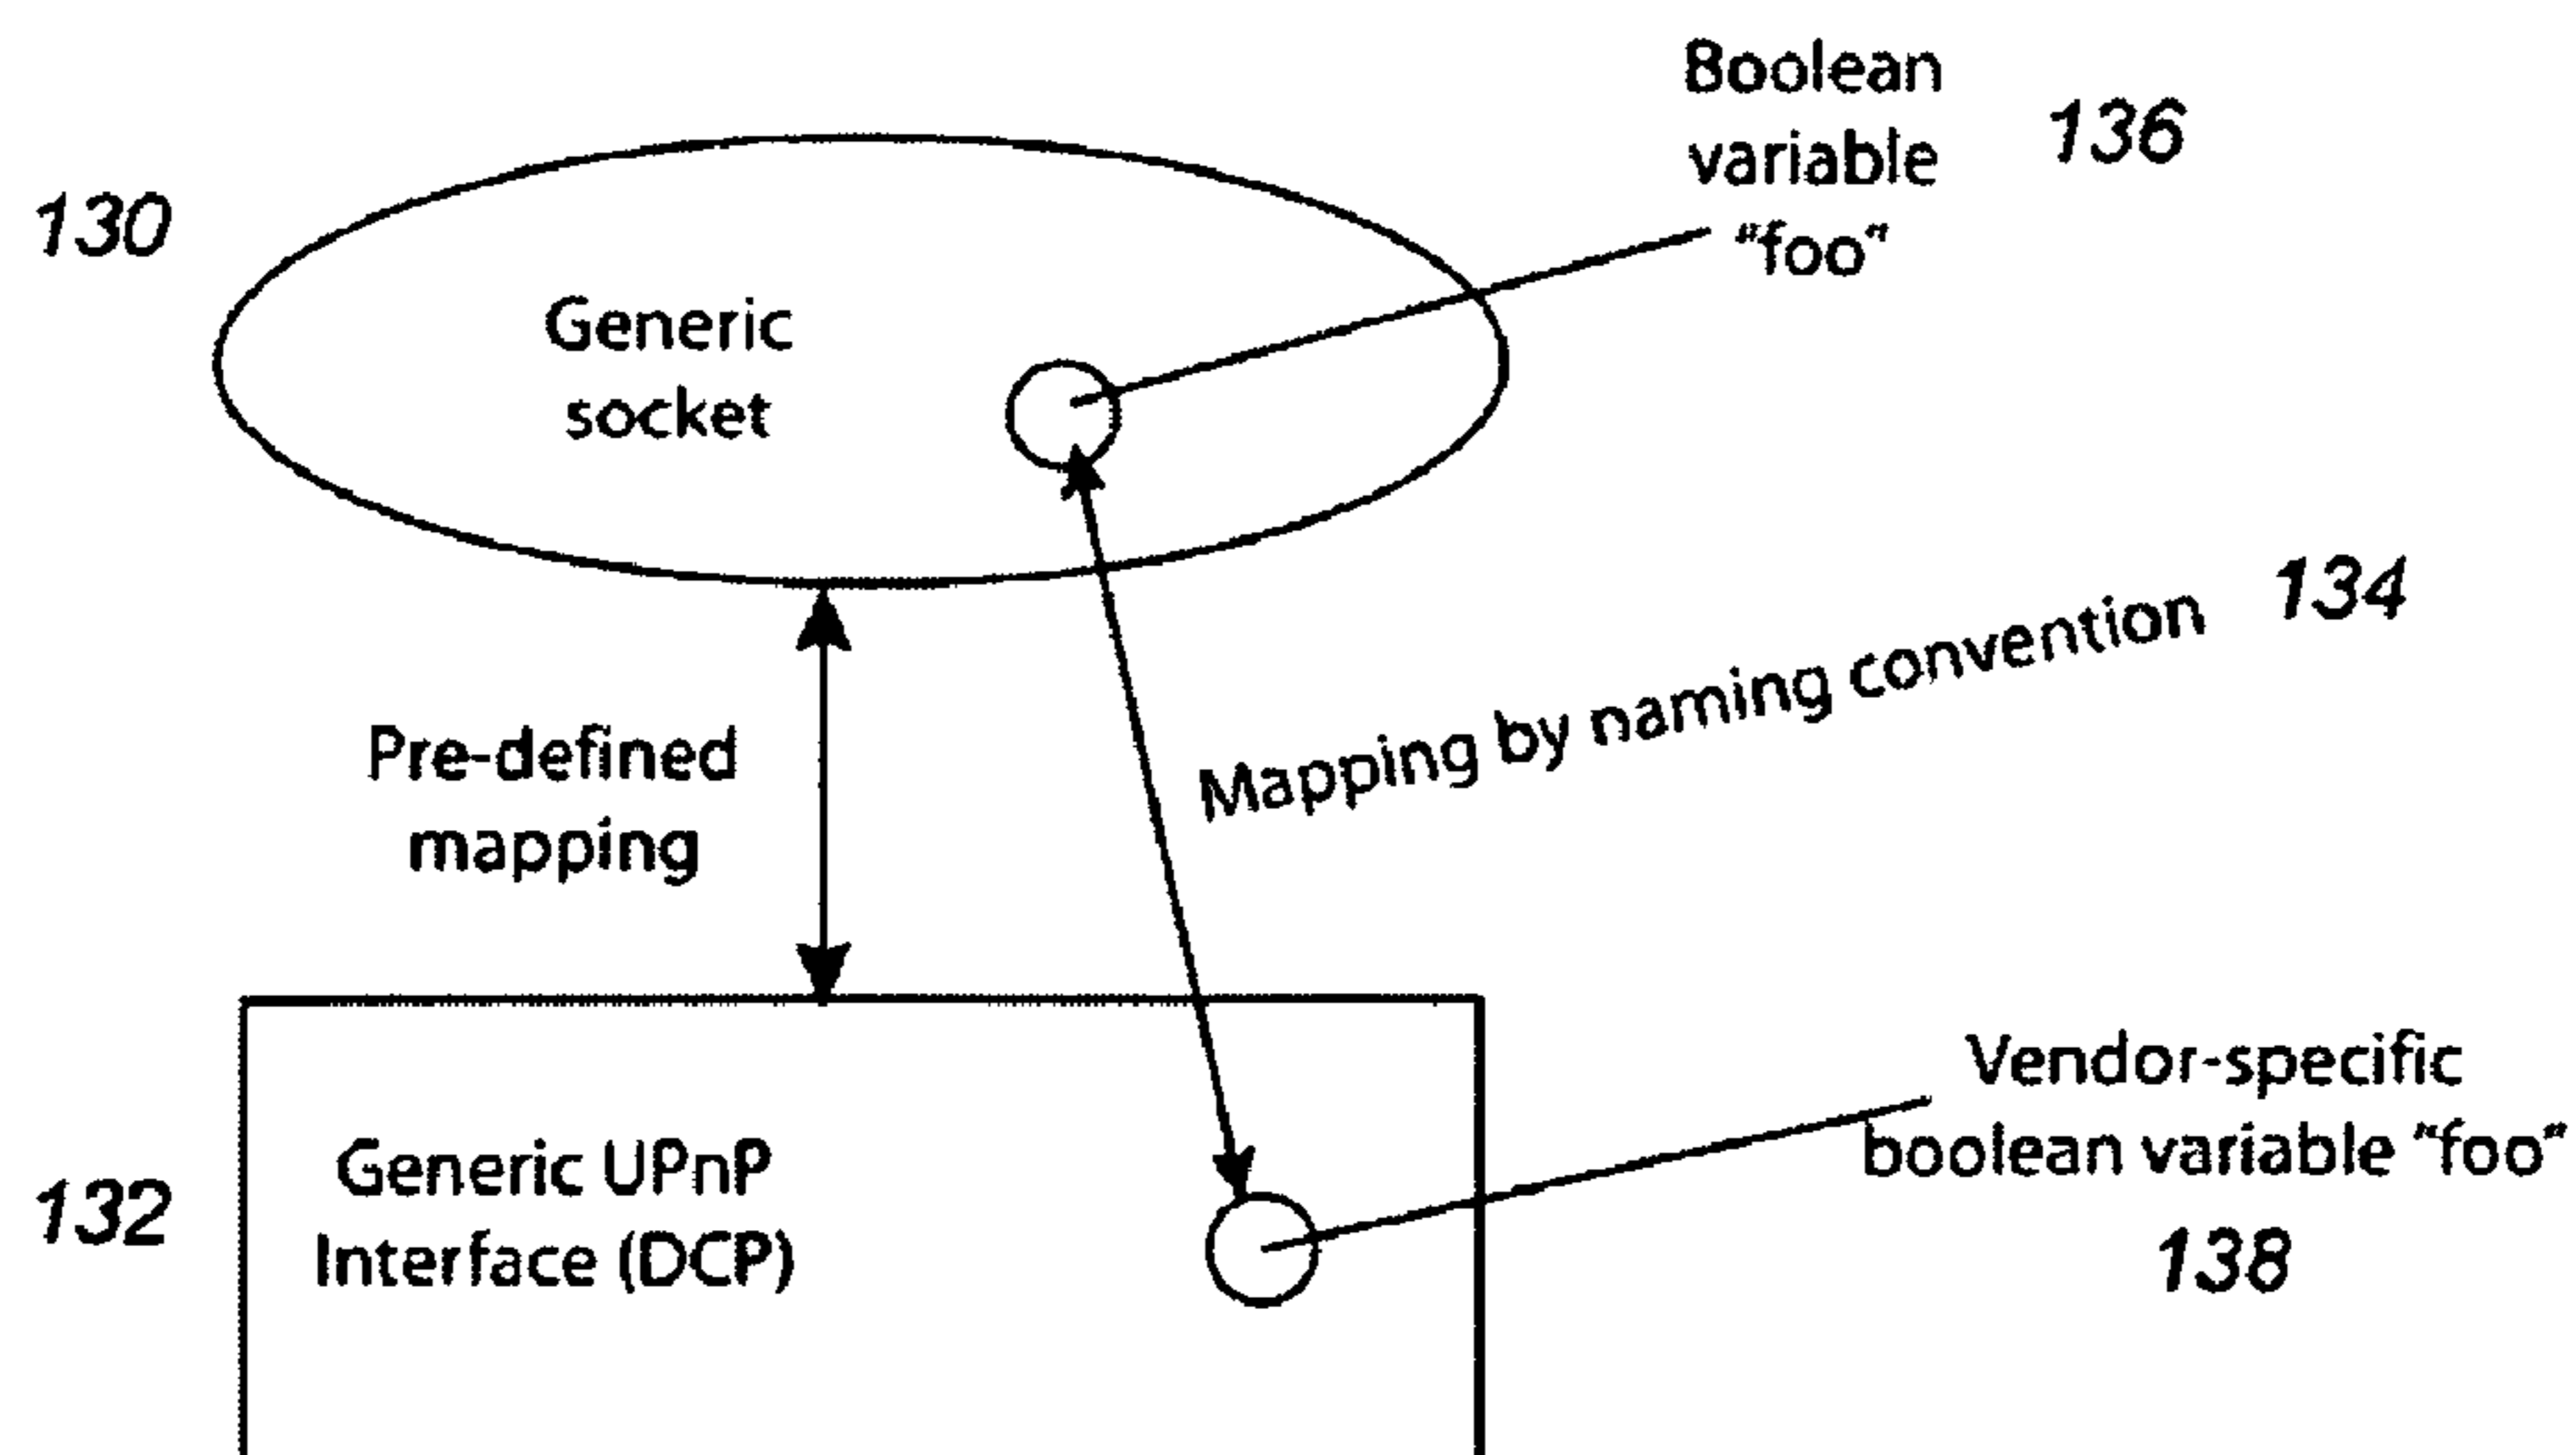 Boolean
variable
"foo"
136
130
Generic
socket
134
Mapping by naming convention
Pre-defined
mapping
Vendor-specific
boolean variable "foo"
138
132
Generic UPnP
Interface (DCP)